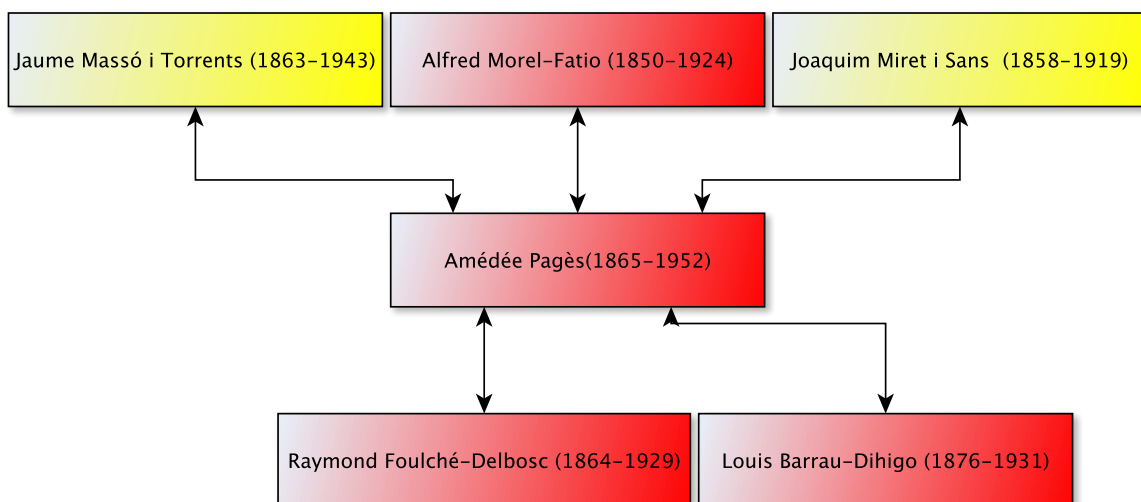 Jaume Massó i Torrents (1863-1943)
Alfred Morel-Fatio (1850-1924)
Joaquim Miret i Sans  (1858-1919)
Amédée Pagès(1865-1952)
Raymond Foulché-Delbosc (1864-1929)
Louis Barrau-Dihigo (1876-1931)